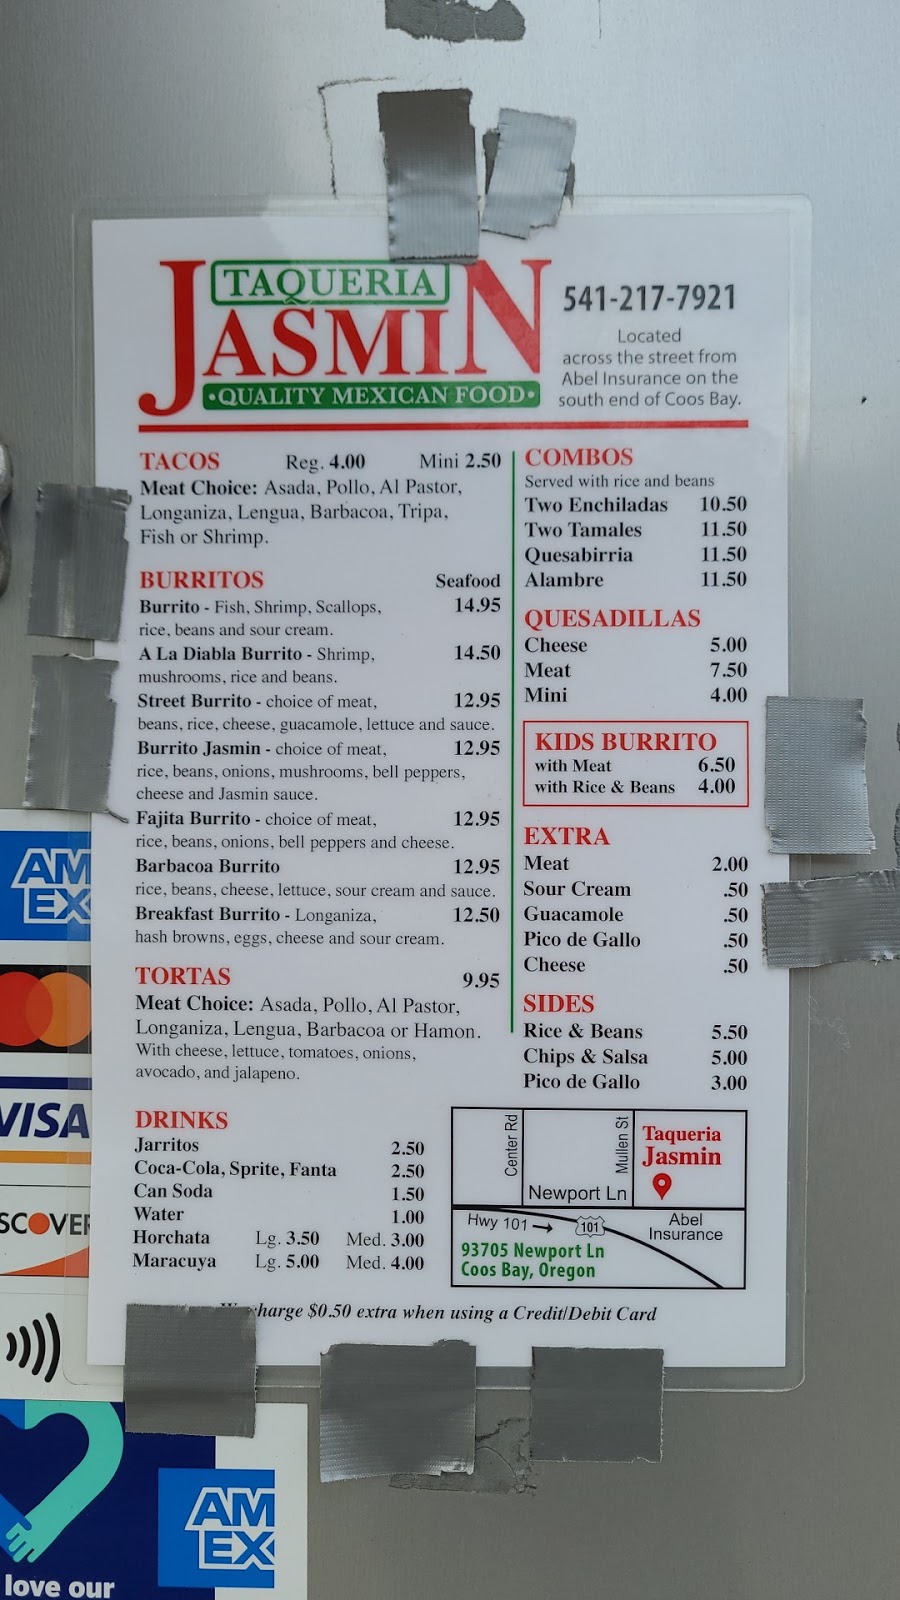 TAQUERIA
JASMIN
•QUALITY MEXICAN FOOD•
541-217-7921
Located
across the street from
Abel Insurance on the
south end of Coos Bay.
TACOS Reg. 4.00 Mini 2.50
Meat Choice: Asada, Pollo, Al Pastor,
Longaniza, Lengua, Barbacoa, Tripa,
Fish or Shrimp.
BURRITOS Seafood
Burrito - Fish, Shrimp, Scallops, 14.95
rice, beans and sour cream.
A La Diabla Burrito - Shrimp, 14.50
mushrooms, rice and beans.
Street Burrito - choice of meat, 12.95
beans, rice, cheese, guacamole, lettuce and sauce.
Burrito Jasmin - choice of meat, 12.95
rice, beans, onions, mushrooms, bell peppers,
cheese and Jasmin sauce.
Fajita Burrito - choice of meat, 12.95
rice, beans, onions, bell peppers and cheese.
Barbacoa Burrito 12.95
rice, beans, cheese, lettuce, sour cream and sauce.
Breakfast Burrito - Longaniza, 12.50
hash browns, eggs, cheese and sour cream.
TORTAS 9.95
Meat Choice: Asada, Pollo, Al Pastor,
Longaniza, Lengua, Barbacoa or Hamon.
With cheese, lettuce, tomatoes, onions,
avocado, and jalapeno.
COMBOS
Served with rice and beans
Two Enchiladas 10.50
Two Tamales 11.50
Quesabirria 11.50
Alambre 11.50
QUESADILLAS
Cheese 5.00
Meat 7.50
Mini 4.00
KIDS BURRITO
with Meat 6.50
with Rice & Beans 4.00
EXTRA
Meat 2.00
Sour Cream .50
Guacamole .50
Pico de Gallo .50
Cheese .50
SIDES
Rice & Beans 5.50
Chips & Salsa 5.00
Pico de Gallo 3.00
DRINKS
Jarritos 2.50
Coca-Cola, Sprite, Fanta 2.50
Can Soda 1.50
Water 1.00
Horchata Lg. 3.50 Med. 3.00
Maracuya Lg. 5.00 Med. 4.00
Center Rd
Mullen St
Taqueria
Jasmin
Newport Ln
Hwy 101
101
Abel
Insurance
93705 Newport Ln
Coos Bay, Oregon
charge $0.50 extra when using a Credit/Debit Card
AM
EX
VISA
SCOVER
AM
EX
love our